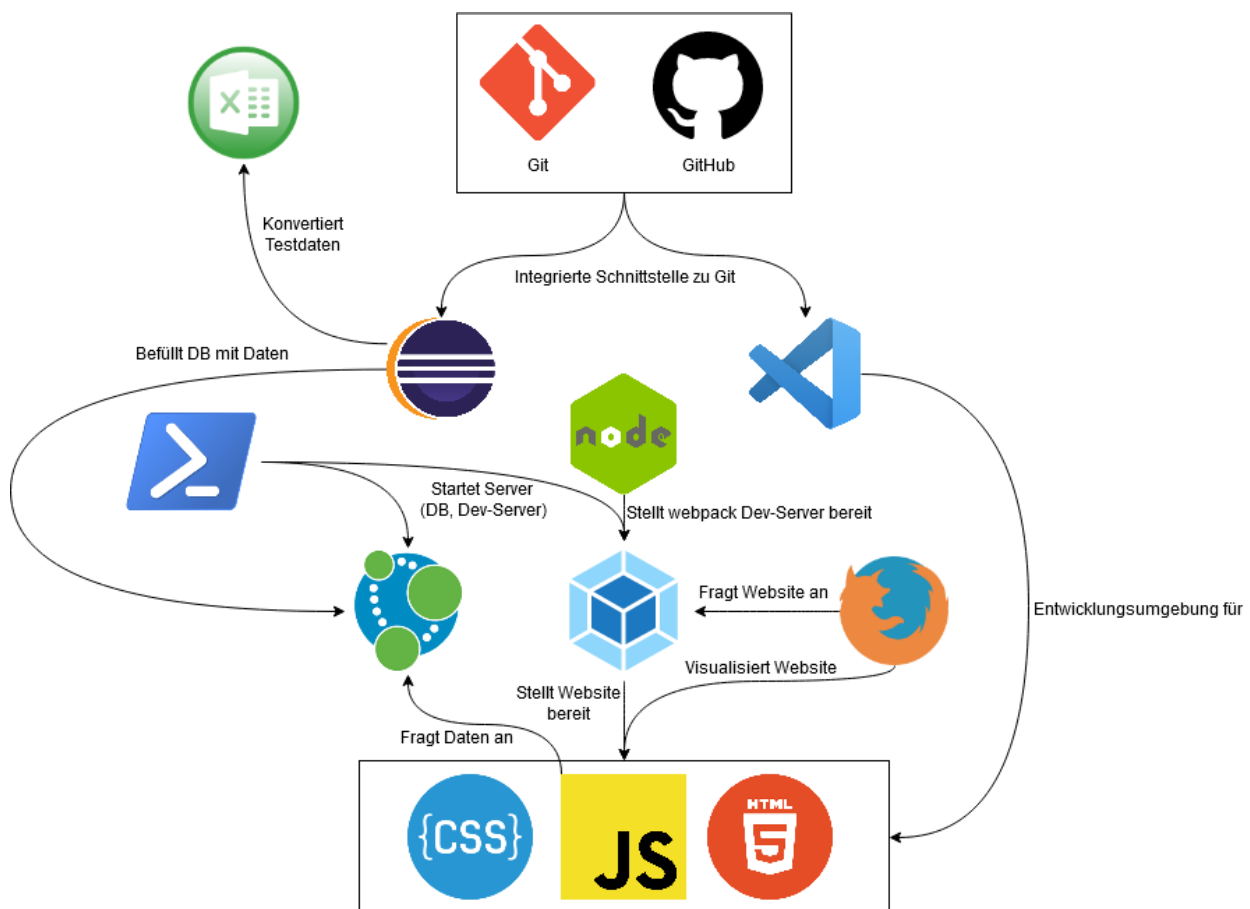 Git
GitHub
Konvertiert
Testdaten
Integrierte Schnittstelle zu Git
Befüllt DB mit Daten
node
Startet Server
(DB, Dev-Server)
Stellt webpack Dev-Server bereit
Fragt Website an
Entwicklungsumgebung für
Visualisiert Website
Stellt Website
bereit
Fragt Daten an
{CSS}
JS
HTML
5